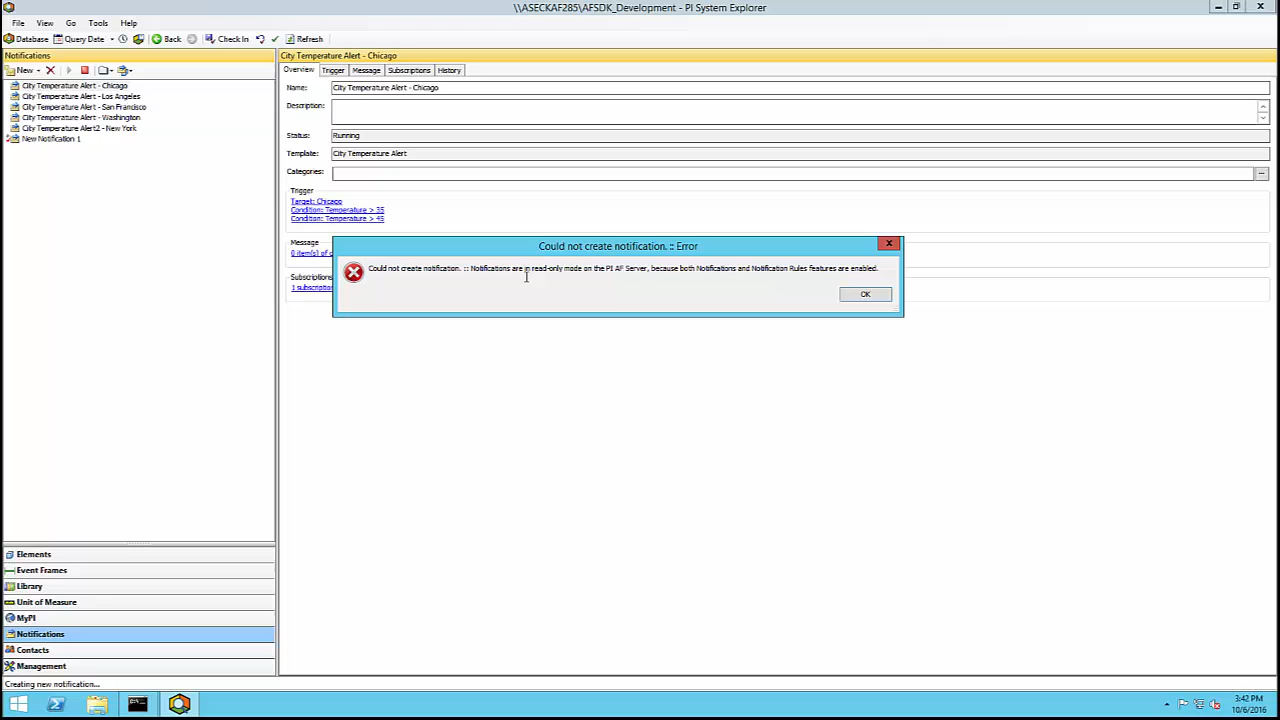 \\ASECKAF285\AFSDK_Development - PI System Explorer
File View Go Tools Help
Database Query Date Back Check In Refresh
Notifications
New
City Temperature Alert - Chicago
City Temperature Alert - Los Angeles
City Temperature Alert - San Francisco
City Temperature Alert - Washington
City Temperature Alert2 - New York
New Notification 1
City Temperature Alert - Chicago
Overview Trigger Message Subscriptions History
Name: City Temperature Alert - Chicago
Description:
Status: Running
Template: City Temperature Alert
Categories:
Trigger
Target: Chicago
Condition: Temperature > 35
Condition: Temperature > 45
Message
0 item(s) of c
Subscriptions
1 subscriptio
Could not create notification. :: Error
Could not create notification. :: Notifications are in read-only mode on the PI AF Server, because both Notifications and Notification Rules features are enabled.
OK
Elements
Event Frames
Library
Unit of Measure
MyPI
Notifications
Contacts
Management
Creating new notification...
3:42 PM
10/6/2016